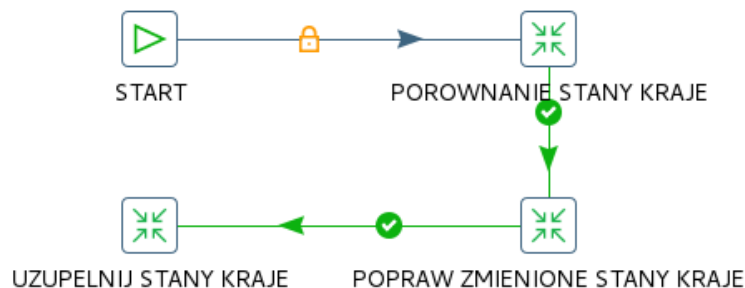 START
POROWNANIE STANY KRAJE
UZUPELNIJ STANY KRAJE
POPRAW ZMIENIONE STANY KRAJE